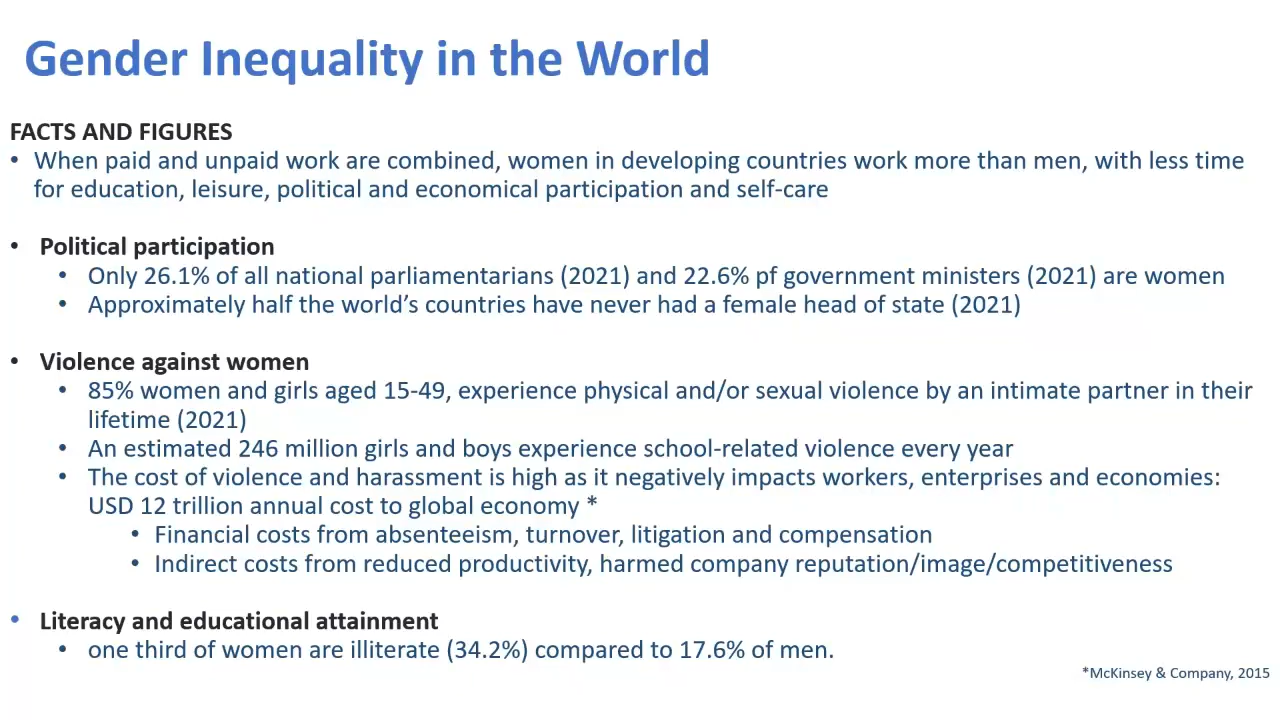 Gender Inequality in the World
FACTS AND FIGURES
• When paid and unpaid work are combined, women in developing countries work more than men, with less time
for education, leisure, political and economical participation and self-care
• Political participation
• Only 26.1% of all national parliamentarians (2021) and 22.6% pf government ministers (2021) are women
• Approximately half the world’s countries have never had a female head of state (2021)
• Violence against women
• 85% women and girls aged 15-49, experience physical and/or sexual violence by an intimate partner in their
lifetime (2021)
• An estimated 246 million girls and boys experience school-related violence every year
• The cost of violence and harassment is high as it negatively impacts workers, enterprises and economies:
USD 12 trillion annual cost to global economy *
• Financial costs from absenteeism, turnover, litigation and compensation
• Indirect costs from reduced productivity, harmed company reputation/image/competitiveness
• Literacy and educational attainment
• one third of women are illiterate (34.2%) compared to 17.6% of men.
*McKinsey & Company, 2015